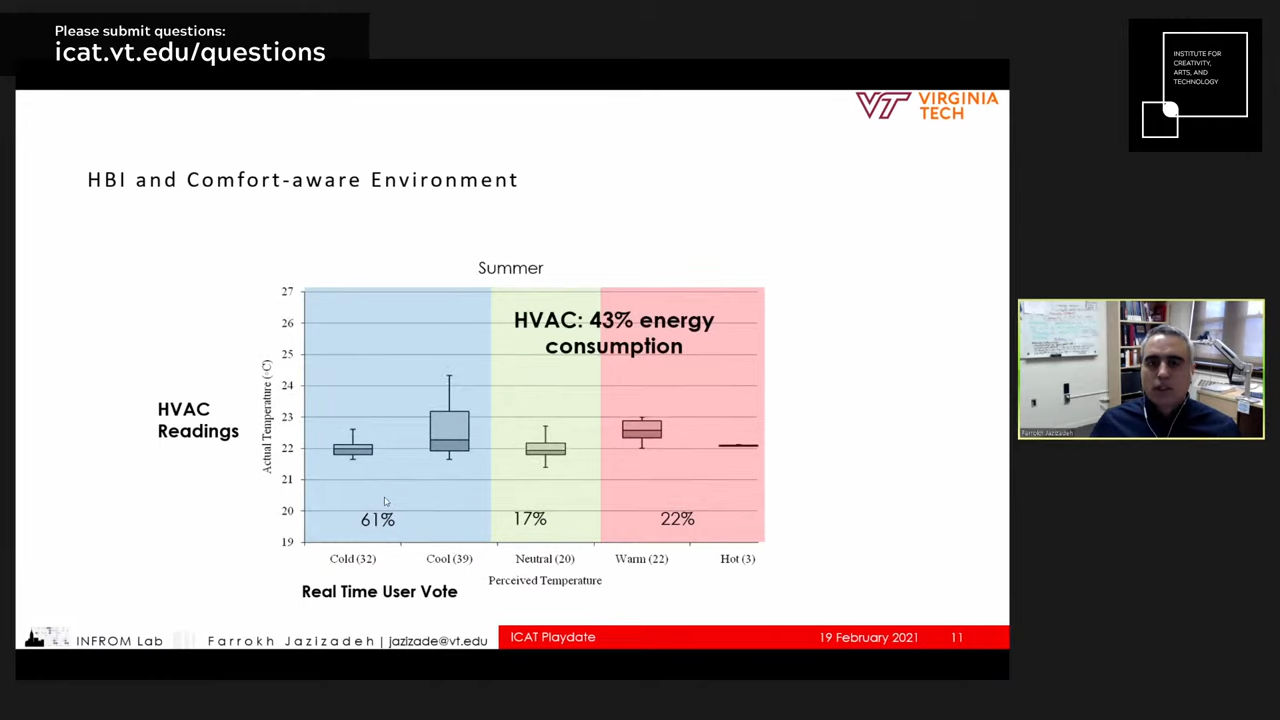 Please submit questions:
icat.vt.edu/questions
INSTITUTE FOR
CREATIVITY,
ARTS, AND
TECHNOLOGY
VT VIRGINIA
TECH
HBI and Comfort-aware Environment
Summer
HVAC: 43% energy
consumption
HVAC
Readings
Actual Temperature (◦C)
27
26
25
24
23
22
21
20
19
61%
17%
22%
Cold (32)
Cool (39)
Neutral (20)
Warm (22)
Hot (3)
Perceived Temperature
Real Time User Vote
INFROM Lab
Farrokh Jazizadeh | jazizade@vt.edu
ICAT Playdate
19 February 2021
11
Farrokh Jazizadeh